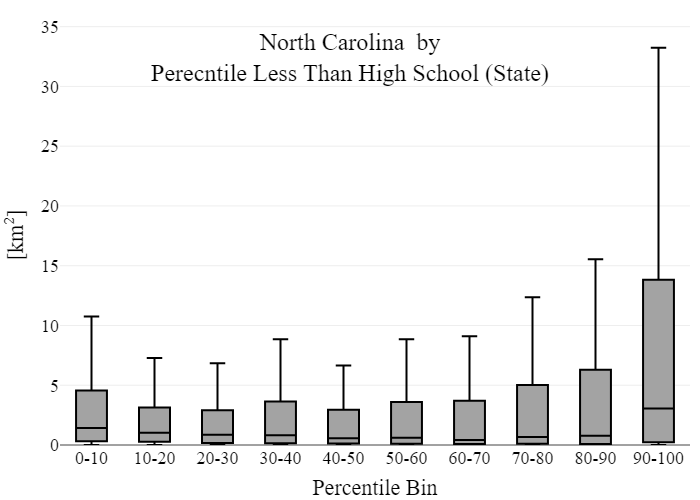 North Carolina  by
Perecntile Less Than High School (State)
35
30
25
20
15
10
5
0
[km²]
0-10 10-20 20-30 30-40 40-50 50-60 60-70 70-80 80-90 90-100
Percentile Bin